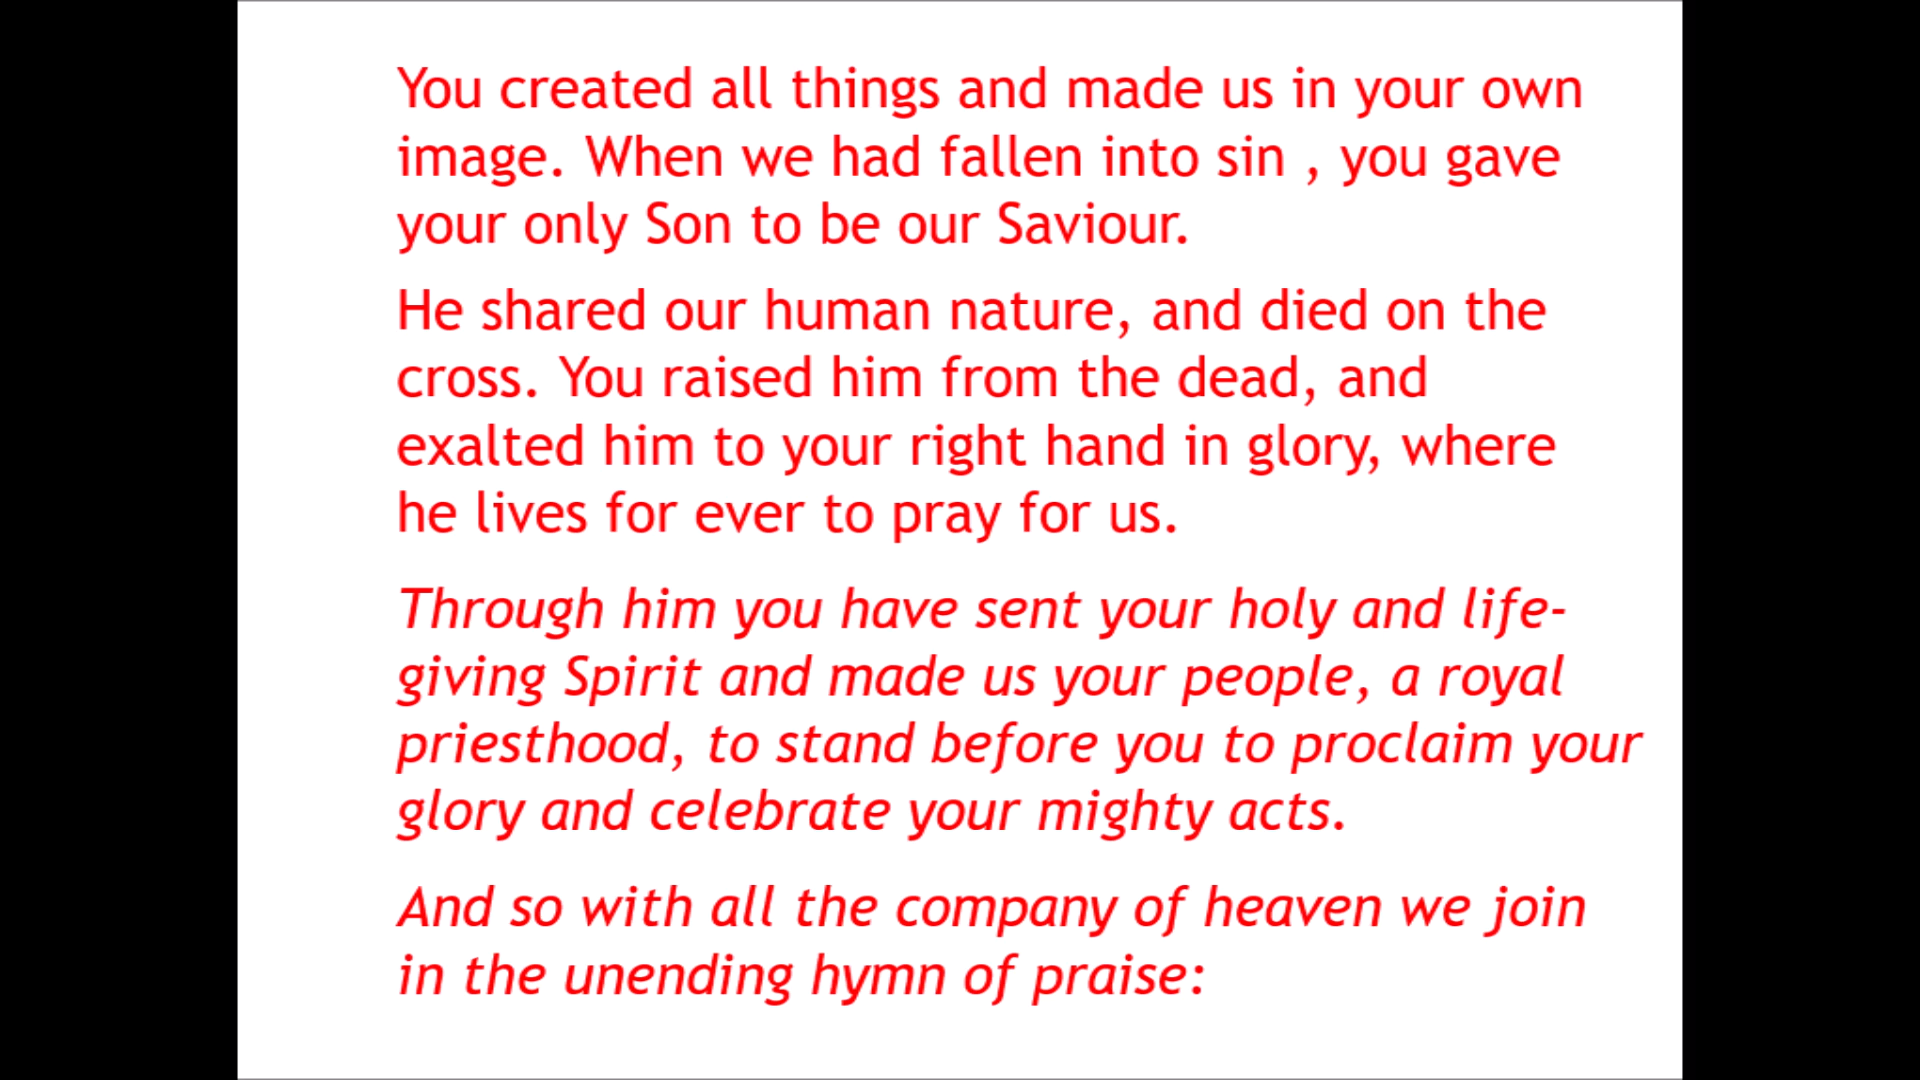 You created all things and made us in your own
image. When we had fallen into sin , you gave
your only Son to be our Saviour.
He shared our human nature, and died on the
cross. You raised him from the dead, and
exalted him to your right hand in glory, where
he lives for ever to pray for us.
Through him you have sent your holy and life-
giving Spirit and made us your people, a royal
priesthood, to stand before you to proclaim your
glory and celebrate your mighty acts.
And so with all the company of heaven we join
in the unending hymn of praise: